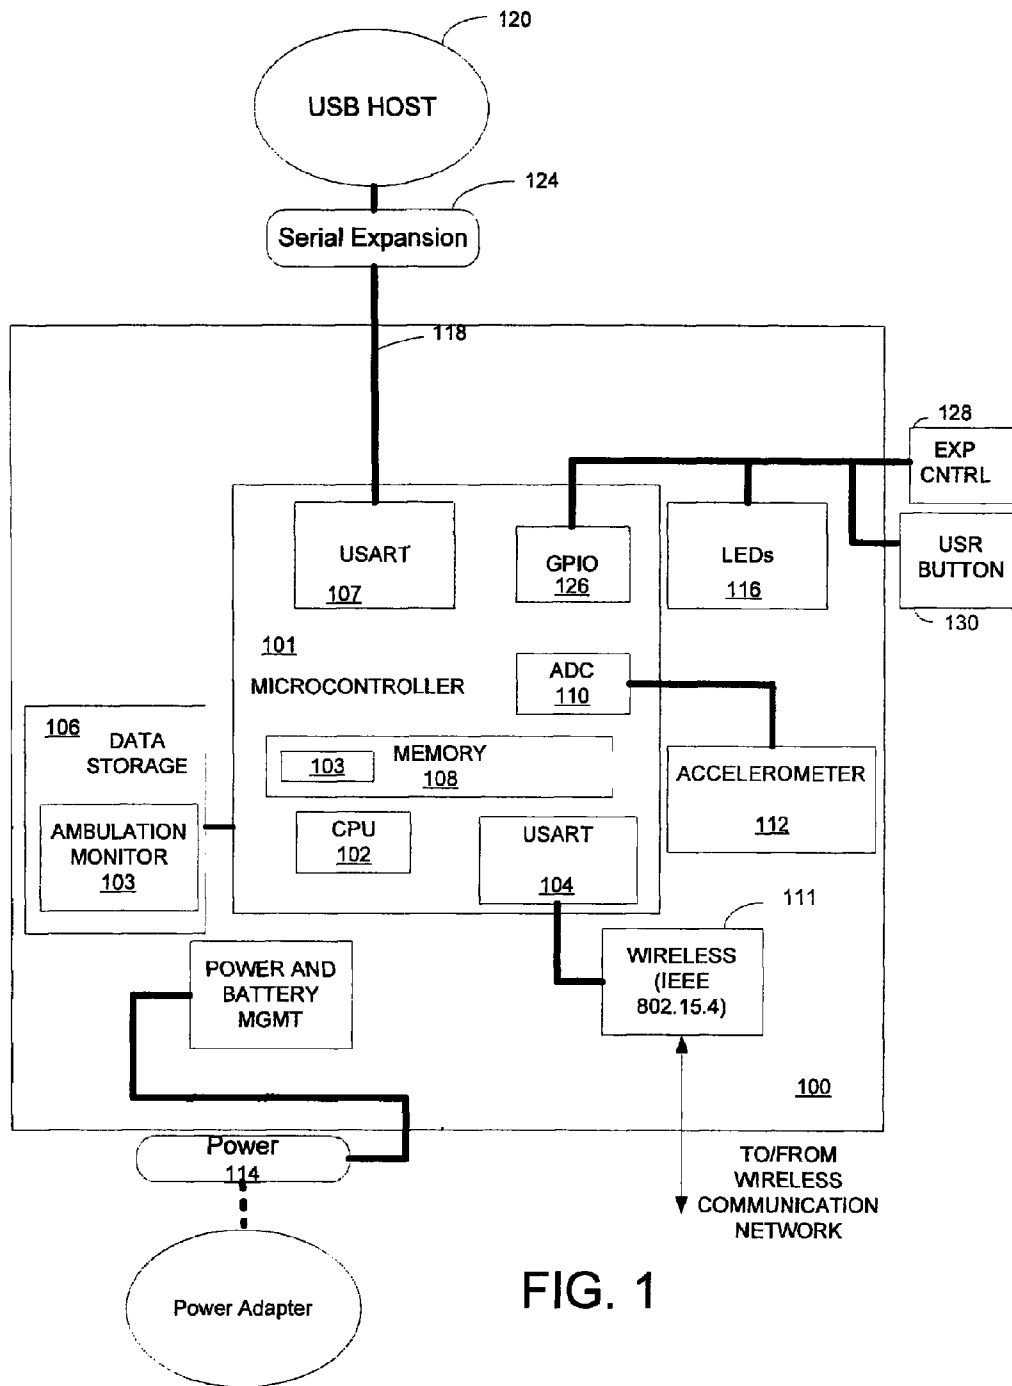 120
USB HOST
124
Serial Expansion
118
128
EXP
CNTRL
USART
107
GPIO
126
LEDs
116
USR
BUTTON
130
101
MICROCONTROLLER
ADC
110
106
DATA
STORAGE
MEMORY
103
108
ACCELEROMETER
112
AMBULATION
MONITOR
103
CPU
102
USART
104
111
POWER AND
BATTERY
MGMT
WIRELESS
(IEEE
802.15.4)
100
Power
114
TO/FROM
WIRELESS
COMMUNICATION
NETWORK
Power Adapter
FIG. 1